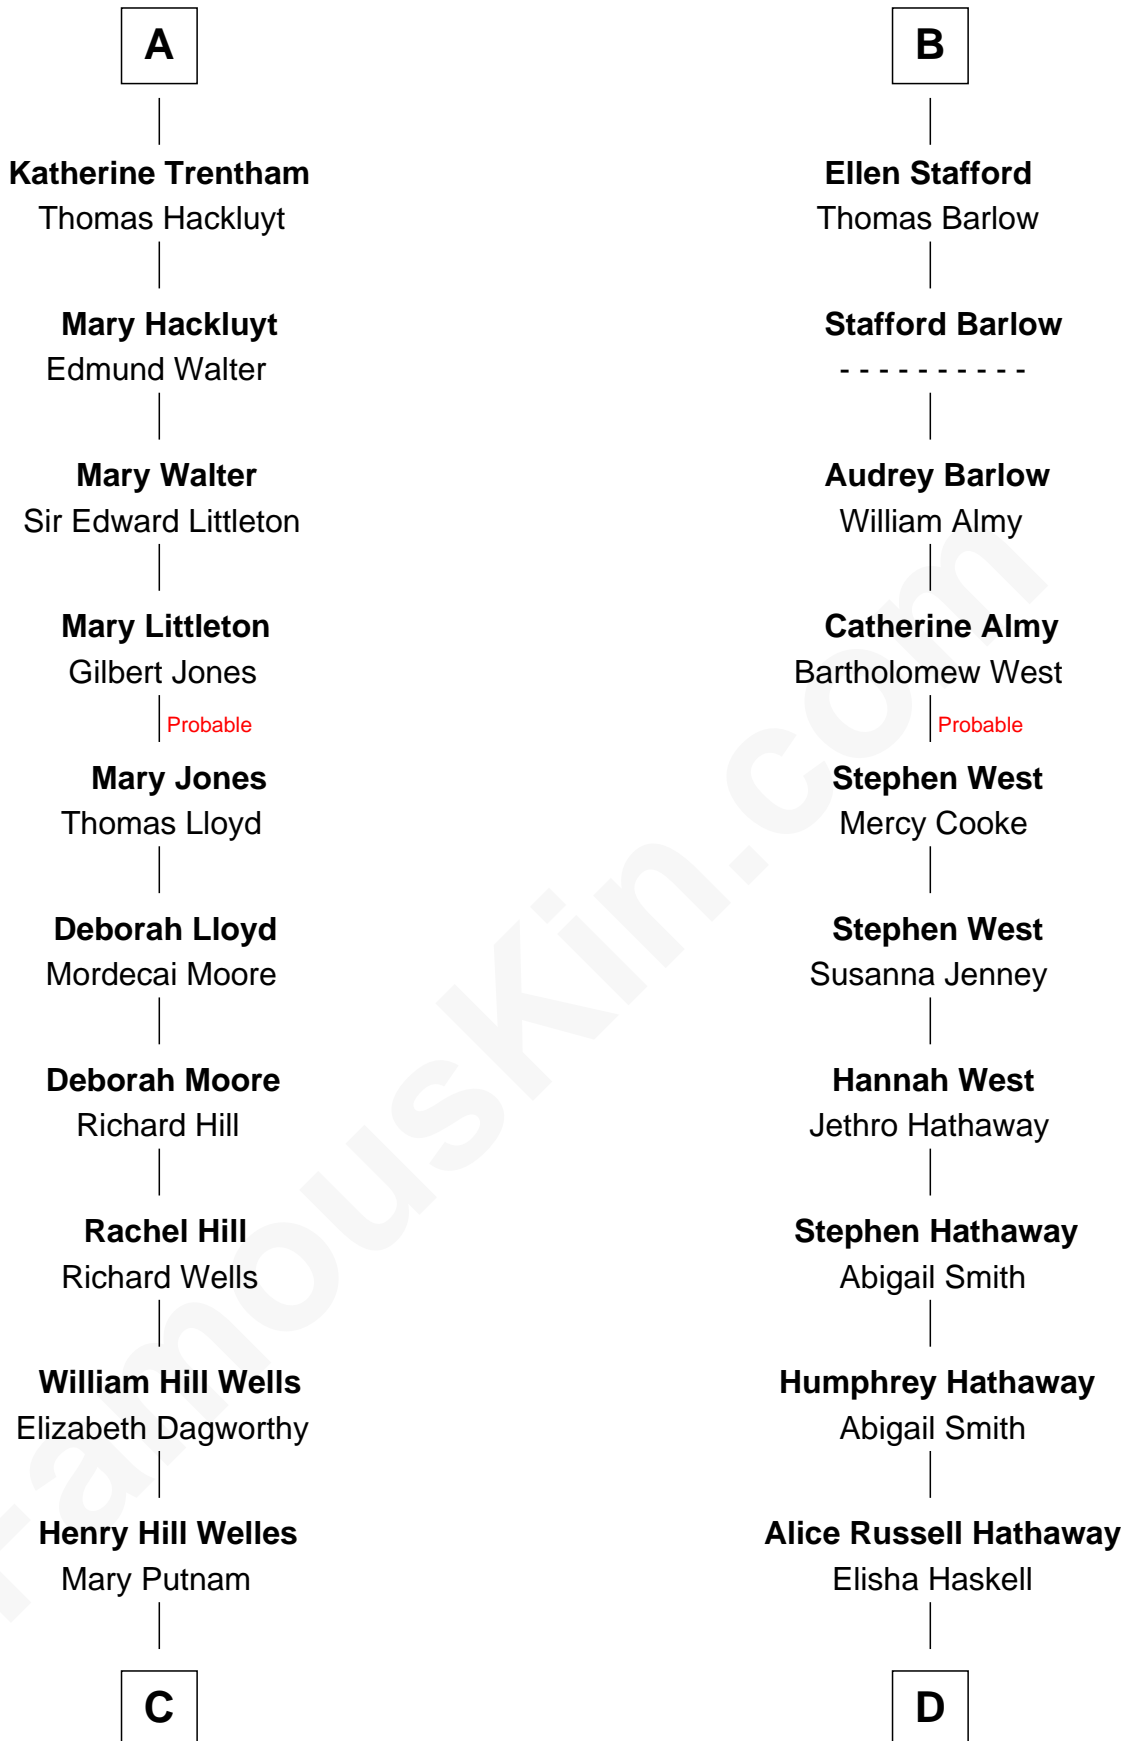 A
Katherine Trentham
Thomas Hackluyt
Mary Hackluyt
Edmund Walter
Mary Walter
Sir Edward Littleton
Mary Littleton
Gilbert Jones
Probable
Mary Jones
Thomas Lloyd
Deborah Lloyd
Mordecai Moore
Deborah Moore
Richard Hill
Rachel Hill
Richard Wells
William Hill Wells
Elizabeth Dagworthy
Henry Hill Welles
Mary Putnam
C
B
Ellen Stafford
Thomas Barlow
Stafford Barlow
- - - - - - - - - -
Audrey Barlow
William Almy
Catherine Almy
Bartholomew West
Probable
Stephen West
Mercy Cooke
Stephen West
Susanna Jenney
Hannah West
Jethro Hathaway
Stephen Hathaway
Abigail Smith
Humphrey Hathaway
Abigail Smith
Alice Russell Hathaway
Elisha Haskell
D
FamousKin.com